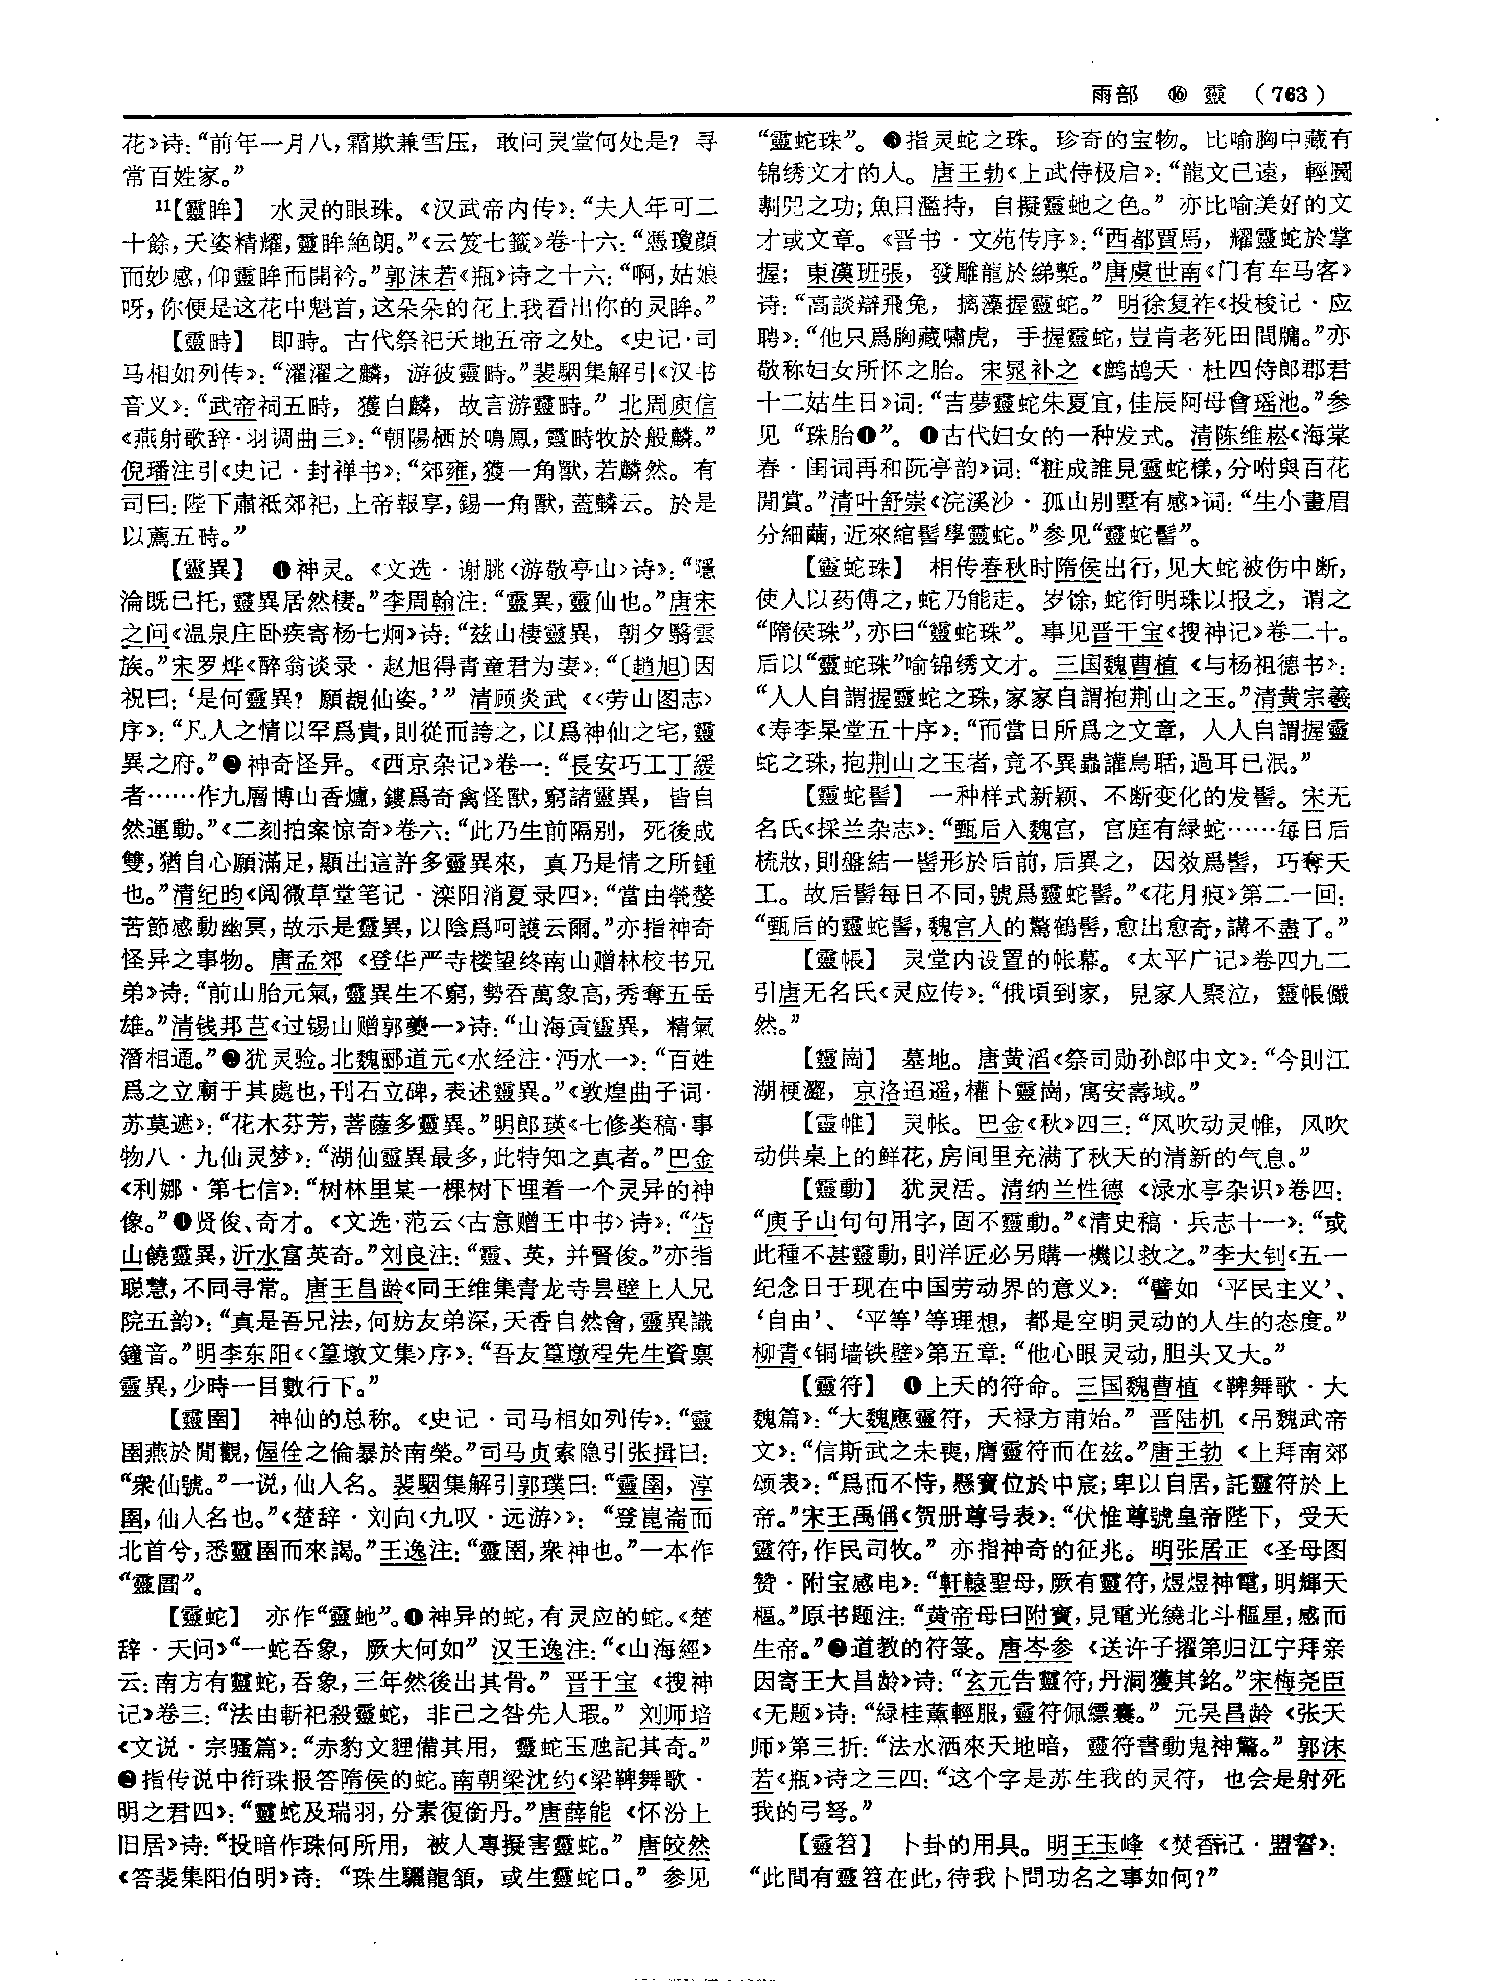 雨部 ⑯ 靈 (763)
花》诗：“前年一月八，霜欺兼雪压，敢问灵堂何处是？寻
常百姓家。”
11【靈眸】 水灵的眼珠。《汉武帝内传》：“夫人年可二
十餘，天姿精耀，靈眸絶朗。”《云笈七籤》卷十六：“憑瓊顔
而妙感，仰靈眸而開衿。”郭沫若《瓶》诗之十六：“啊，姑娘
呀，你便是这花中魁首，这朵朵的花上我看出你的灵眸。”
【靈畤】 即畤。古代祭祀天地五帝之处。《史记·司
马相如列传》：“濯濯之麟，游彼靈畤。”裴駰集解引《汉书
音义》：“武帝祠五畤，獲白麟，故言游靈畤。” 北周庾信
《燕射歌辞·羽调曲三》：“朝陽栖於鳴鳳，靈畤牧於般麟。”
倪璠注引《史记·封禅书》：“郊雍，獲一角獸，若麟然。有
司曰：陛下肅祗郊祀，上帝報享，錫一角獸，蓋麟云。於是
以薦五畤。”
【靈異】 ❶神灵。《文选·谢朓〈游敬亭山〉诗》：“隱
淪既已托，靈異居然棲。”李周翰注：“靈異，靈仙也。”唐宋
之问《温泉庄卧疾寄杨七炯》诗：“兹山棲靈異，朝夕翳雲
族。”宋罗烨《醉翁谈录·赵旭得青童君为妻》：“〔趙旭〕因
祝曰：‘是何靈異？願覩仙姿。’” 清顾炎武《〈劳山图志〉
序》：“凡人之情以罕爲貴，則從而誇之，以爲神仙之宅，靈
異之府。”❷神奇怪异。《西京杂记》卷一：“長安巧工丁緩
者……作九層博山香爐，鏤爲奇禽怪獸，窮諸靈異，皆自
然運動。”《二刻拍案惊奇》卷六：“此乃生前隔别，死後成
雙，猶自心願滿足，顯出這許多靈異來，真乃是情之所鍾
也。”清纪昀《阅微草堂笔记·滦阳消夏录四》：“當由煢嫠
苦節感動幽冥，故示是靈異，以陰爲呵護云爾。”亦指神奇
怪异之事物。唐孟郊《登华严寺楼望终南山赠林校书兄
弟》诗：“前山胎元氣，靈異生不窮，勢吞萬象高，秀奪五岳
雄。”清钱邦芑《过锡山赠郭夔一》诗：“山海貢靈異，精氣
潛相通。”❸犹灵验。北魏郦道元《水经注·沔水一》：“百姓
爲之立廟于其處也，刊石立碑，表述靈異。”《敦煌曲子词·
苏莫遮》：“花木芬芳，菩薩多靈異。”明郎瑛《七修类稿·事
物八·九仙灵梦》：“湖仙靈異最多，此特知之真者。”巴金
《利娜·第七信》：“树林里某一棵树下埋着一个灵异的神
像。”❹贤俊、奇才。《文选·范云〈古意赠王中书〉诗》：“岱
山饒靈異，沂水富英奇。”刘良注：“靈、英，并賢俊。”亦指
聪慧，不同寻常。唐王昌龄《同王维集青龙寺昙壁上人兄
院五韵》：“真是吾兄法，何妨友弟深，天香自然會，靈異識
鐘音。”明李东阳《〈篁墩文集〉序》：“吾友篁墩程先生資禀
靈異，少時一目數行下。”
【靈圉】 神仙的总称。《史记·司马相如列传》：“靈
圉燕於閒觀，偓佺之倫暴於南榮。”司马贞索隐引张揖曰：
“衆仙號。”一说，仙人名。裴駰集解引郭璞曰：“靈圉，淳
圉，仙人名也。”《楚辞·刘向〈九叹·远游〉》：“登崑崙而
北首兮，悉靈圉而來謁。”王逸注：“靈圉，衆神也。”一本作
“靈圄”。
【靈蛇】 亦作“靈虵”。❶神异的蛇，有灵应的蛇。《楚
辞·天问》“一蛇吞象，厥大何如” 汉王逸注：“《山海經》
云：南方有靈蛇，吞象，三年然後出其骨。” 晋干宝《搜神
记》卷三：“法由斬祀殺靈蛇，非己之咎先人瑕。” 刘师培
《文说·宗骚篇》：“赤豹文貍備其用，靈蛇玉虺記其奇。”
❷指传说中衔珠报答隋侯的蛇。南朝梁沈约《梁鞞舞歌·
明之君四》：“靈蛇及瑞羽，分素復銜丹。”唐薛能《怀汾上
旧居》诗：“投暗作珠何所用，被人專擬害靈蛇。” 唐皎然
《答裴集阳伯明》诗：“珠生驪龍頷，或生靈蛇口。” 参见
“靈蛇珠”。❸指灵蛇之珠。珍奇的宝物。比喻胸中藏有
锦绣文才的人。唐王勃《上武侍极启》：“龍文已遠，輕圖
剸兕之功；魚目濫持，自擬靈虵之色。” 亦比喻美好的文
才或文章。《晋书·文苑传序》：“西都賈馬，耀靈蛇於掌
握；東漢班張，發雕龍於綈槧。”唐虞世南《门有车马客》
诗：“高談辯飛兔，摛藻握靈蛇。” 明徐复祚《投梭记·应
聘》：“他只爲胸藏嘯虎，手握靈蛇，豈肯老死田間牖。”亦
敬称妇女所怀之胎。宋晁补之《鹧鸪天·杜四侍郎郡君
十二姑生日》词：“吉夢靈蛇朱夏宜，佳辰阿母會瑶池。”参
见“珠胎❶”。❹古代妇女的一种发式。清陈维崧《海棠
春·闺词再和阮亭韵》词：“粧成誰見靈蛇樣，分咐與百花
閒賞。”清叶舒崇《浣溪沙·孤山别墅有感》词：“生小畫眉
分細繭，近來綰髻學靈蛇。”参见“靈蛇髻”。
【靈蛇珠】 相传春秋时隋侯出行，见大蛇被伤中断，
使人以药傅之，蛇乃能走。岁馀，蛇衔明珠以报之，谓之
“隋侯珠”，亦曰“靈蛇珠”。事见晋干宝《搜神记》卷二十。
后以“靈蛇珠”喻锦绣文才。三国魏曹植《与杨祖德书》：
“人人自謂握靈蛇之珠，家家自謂抱荆山之玉。”清黄宗羲
《寿李杲堂五十序》：“而當日所爲之文章，人人自謂握靈
蛇之珠，抱荆山之玉者，竟不異蟲讙鳥聒，過耳已泯。”
【靈蛇髻】 一种样式新颖、不断变化的发髻。宋无
名氏《採兰杂志》：“甄后入魏宫，宫庭有緑蛇……每日后
梳妝，則盤結一髻形於后前，后異之，因效爲髻，巧奪天
工。故后髻每日不同，號爲靈蛇髻。”《花月痕》第二一回：
“甄后的靈蛇髻，魏宫人的驚鶴髻，愈出愈奇，講不盡了。”
【靈帳】 灵堂内设置的帐幕。《太平广记》卷四九二
引唐无名氏《灵应传》：“俄頃到家，見家人聚泣，靈帳儼
然。”
【靈崗】 墓地。唐黄滔《祭司勋孙郎中文》：“今則江
湖梗澀，京洛迢遥，權卜靈崗，寓安壽域。”
【靈帷】 灵帐。巴金《秋》四三：“风吹动灵帷，风吹
动供桌上的鲜花，房间里充满了秋天的清新的气息。”
【靈動】 犹灵活。清纳兰性德《渌水亭杂识》卷四：
“庾子山句句用字，固不靈動。”《清史稿·兵志十一》：“或
此種不甚靈動，則洋匠必另購一機以救之。”李大钊《五一
纪念日于现在中国劳动界的意义》：“譬如‘平民主义’、
‘自由’、‘平等’等理想，都是空明灵动的人生的态度。”
柳青《铜墙铁壁》第五章：“他心眼灵动，胆头又大。”
【靈符】 ❶上天的符命。三国魏曹植《鞞舞歌·大
魏篇》：“大魏應靈符，天禄方甫始。” 晋陆机《吊魏武帝
文》：“信斯武之未喪，膺靈符而在兹。”唐王勃《上拜南郊
颂表》：“爲而不恃，懸寶位於中宸；卑以自居，託靈符於上
帝。”宋王禹偁《贺册尊号表》：“伏惟尊號皇帝陛下，受天
靈符，作民司牧。” 亦指神奇的征兆。明张居正《圣母图
赞·附宝感电》：“軒轅聖母，厥有靈符，煜煜神電，明輝天
樞。”原书题注：“黄帝母曰附寶，見電光繞北斗樞星，感而
生帝。”❷道教的符箓。唐岑参《送许子擢第归江宁拜亲
因寄王大昌龄》诗：“玄元告靈符，丹洞獲其銘。”宋梅尧臣
《无题》诗：“緑桂薰輕服，靈符佩縹囊。” 元吴昌龄《张天
师》第三折：“法水洒來天地暗，靈符書動鬼神驚。” 郭沫
若《瓶》诗之三四：“这个字是苏生我的灵符，也会是射死
我的弓弩。”
【靈笤】 卜卦的用具。明王玉峰《焚香记·盟誓》：
“此間有靈笤在此，待我卜問功名之事如何？”